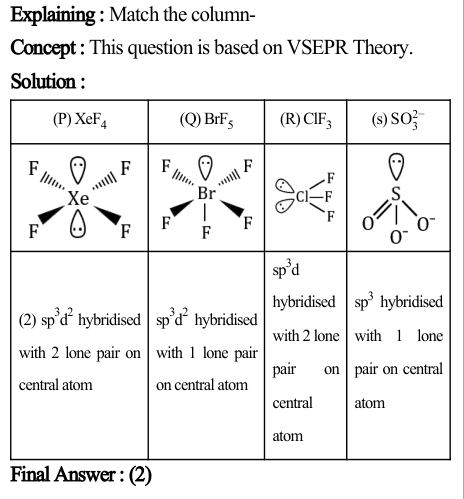 Explaining : Match the column-
Concept : This question is based on VSEPR Theory.
Solution :
(P) XeF₄ (Q) BrF₅ (R) ClF₃ (s) SO₃²⁻
F F Xe F F
F F Br F F F
Cl F F F
S O O⁻ O⁻
(2) sp³d² hybridised with 2 lone pair on central atom
sp³d² hybridised with 1 lone pair on central atom
sp³d hybridised with 2 lone pair on central atom
sp³ hybridised with 1 lone pair on central atom
Final Answer : (2)